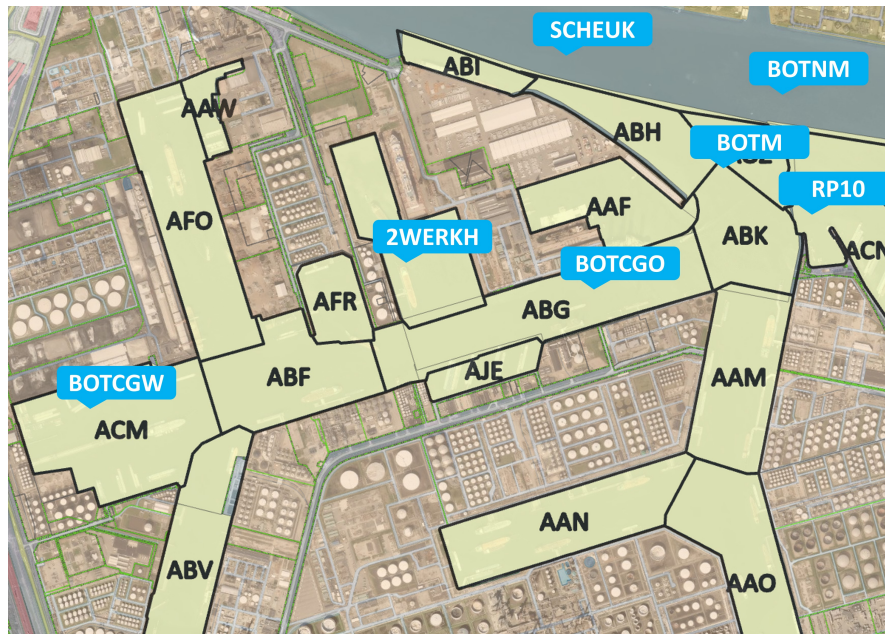 SCHEUK
ABI
BOTNM
AAW
ABH
BOTM
RP10
AAF
AFO
2WERKH
ABK
ACN
BOTCGO
AFR
ABG
ABF
AJE
AAM
BOTCGW
ACM
AAN
ABV
AAO